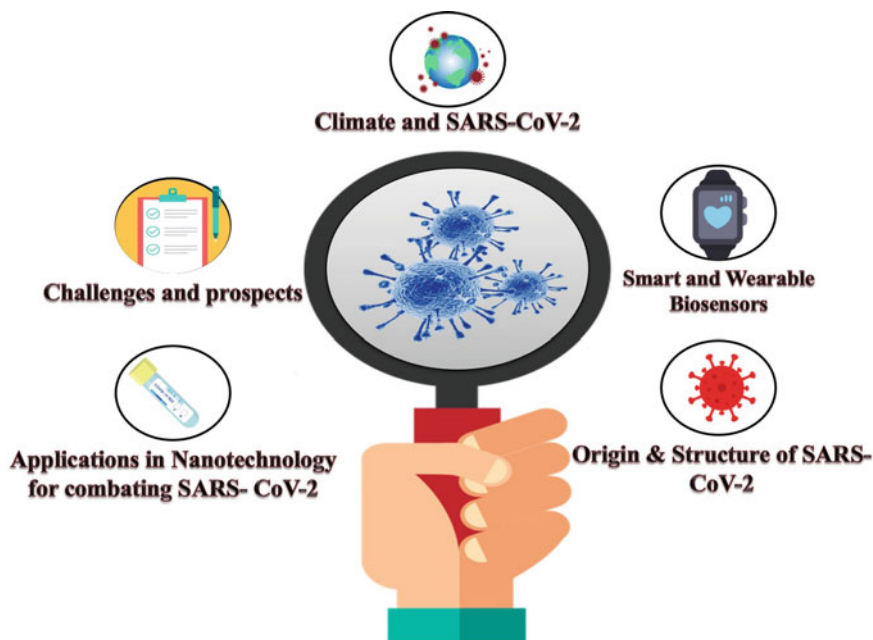 Climate and SARS-CoV-2
Challenges and prospects
Smart and Wearable
Biosensors
Applications in Nanotechnology
for combating SARS- CoV-2
Origin & Structure of SARS-
CoV-2